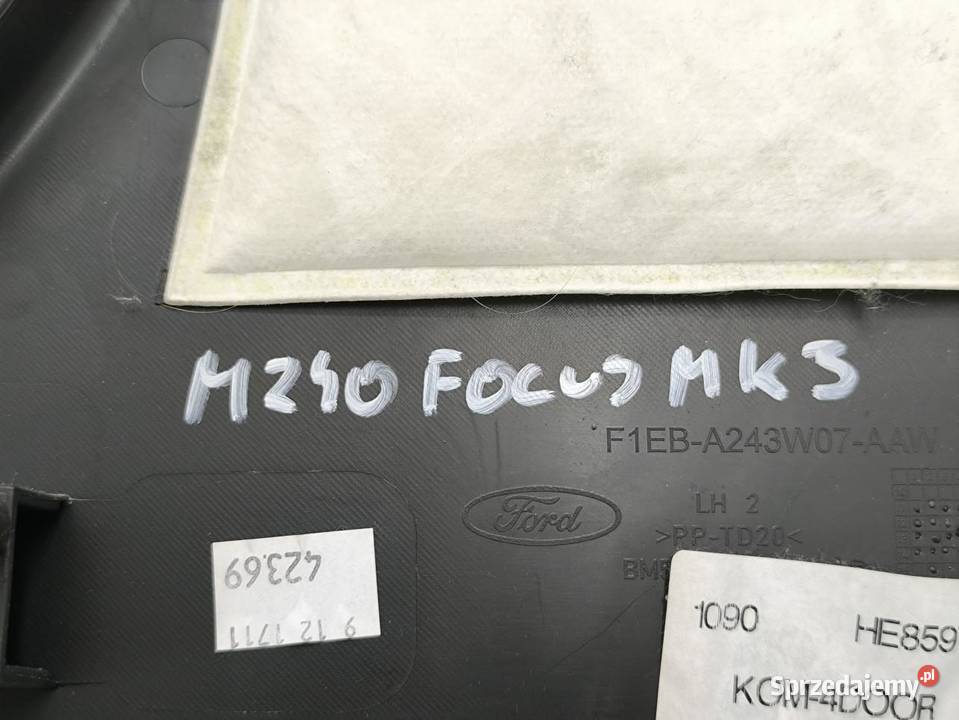 M240 FOCUS MK3
F1EB-A243W07-AAW
Ford
LH 2
>PP-TD20<
42369
9 12 1711
1090 HE859
KOM-4DOOR
Sprzedajemy.pl